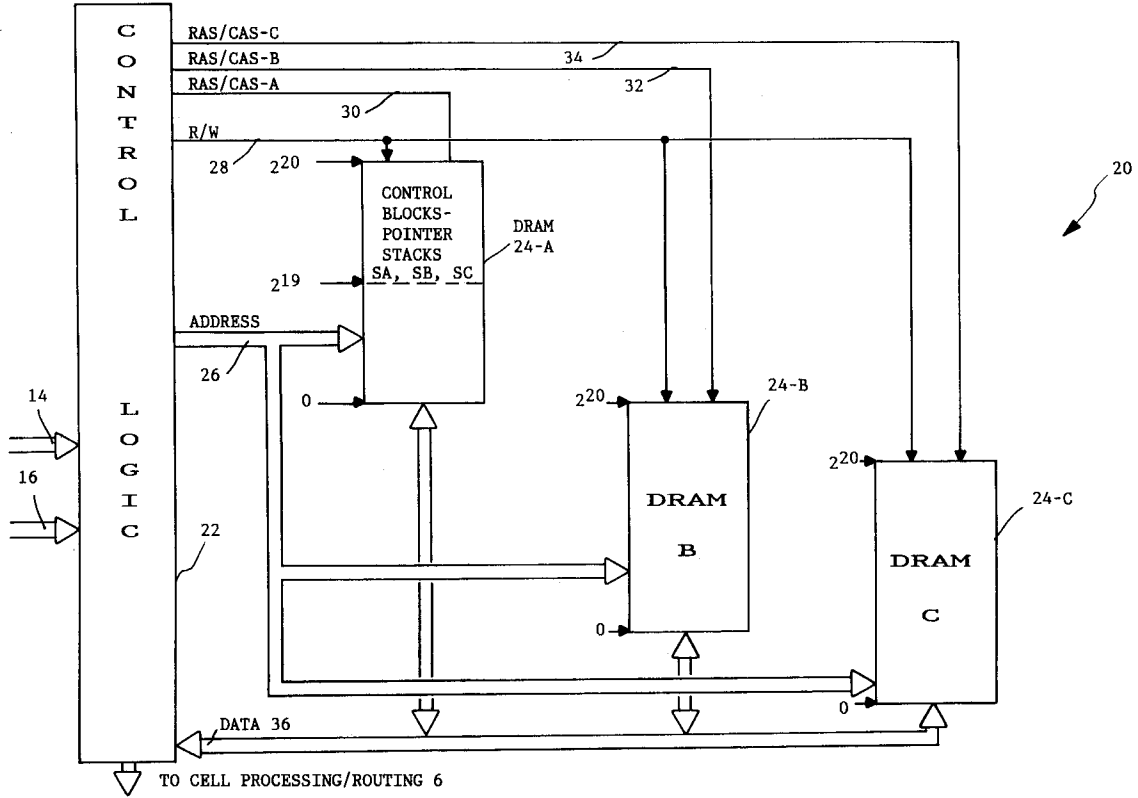 CONTROL LOGIC
RAS/CAS-C
34
RAS/CAS-B
32
RAS/CAS-A
30
R/W
28
20
2^20
CONTROL
BLOCKS-
POINTER
STACKS
SA, SB, SC
DRAM
24-A
2^19
ADDRESS
26
0
14
16
22
2^20
24-B
DRAM
B
0
2^20
24-C
DRAM
C
0
DATA 36
TO CELL PROCESSING/ROUTING 6